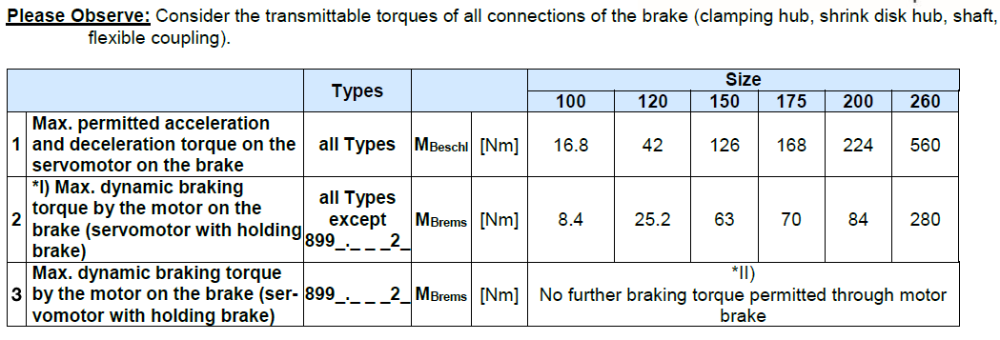 Please Observe: Consider the transmittable torques of all connections of the brake (clamping hub, shrink disk hub, shaft,
flexible coupling).
Types
Size
100 120 150 175 200 260
1 Max. permitted acceleration and deceleration torque on the servomotor on the brake all Types MBeschl [Nm] 16.8 42 126 168 224 560
2 *I) Max. dynamic braking torque by the motor on the brake (servomotor with holding brake) all Types except 899_._ _ _2_ MBrems [Nm] 8.4 25.2 63 70 84 280
3 Max. dynamic braking torque by the motor on the brake (ser-vomotor with holding brake) 899_._ _ _2_ MBrems [Nm] *II) No further braking torque permitted through motor brake